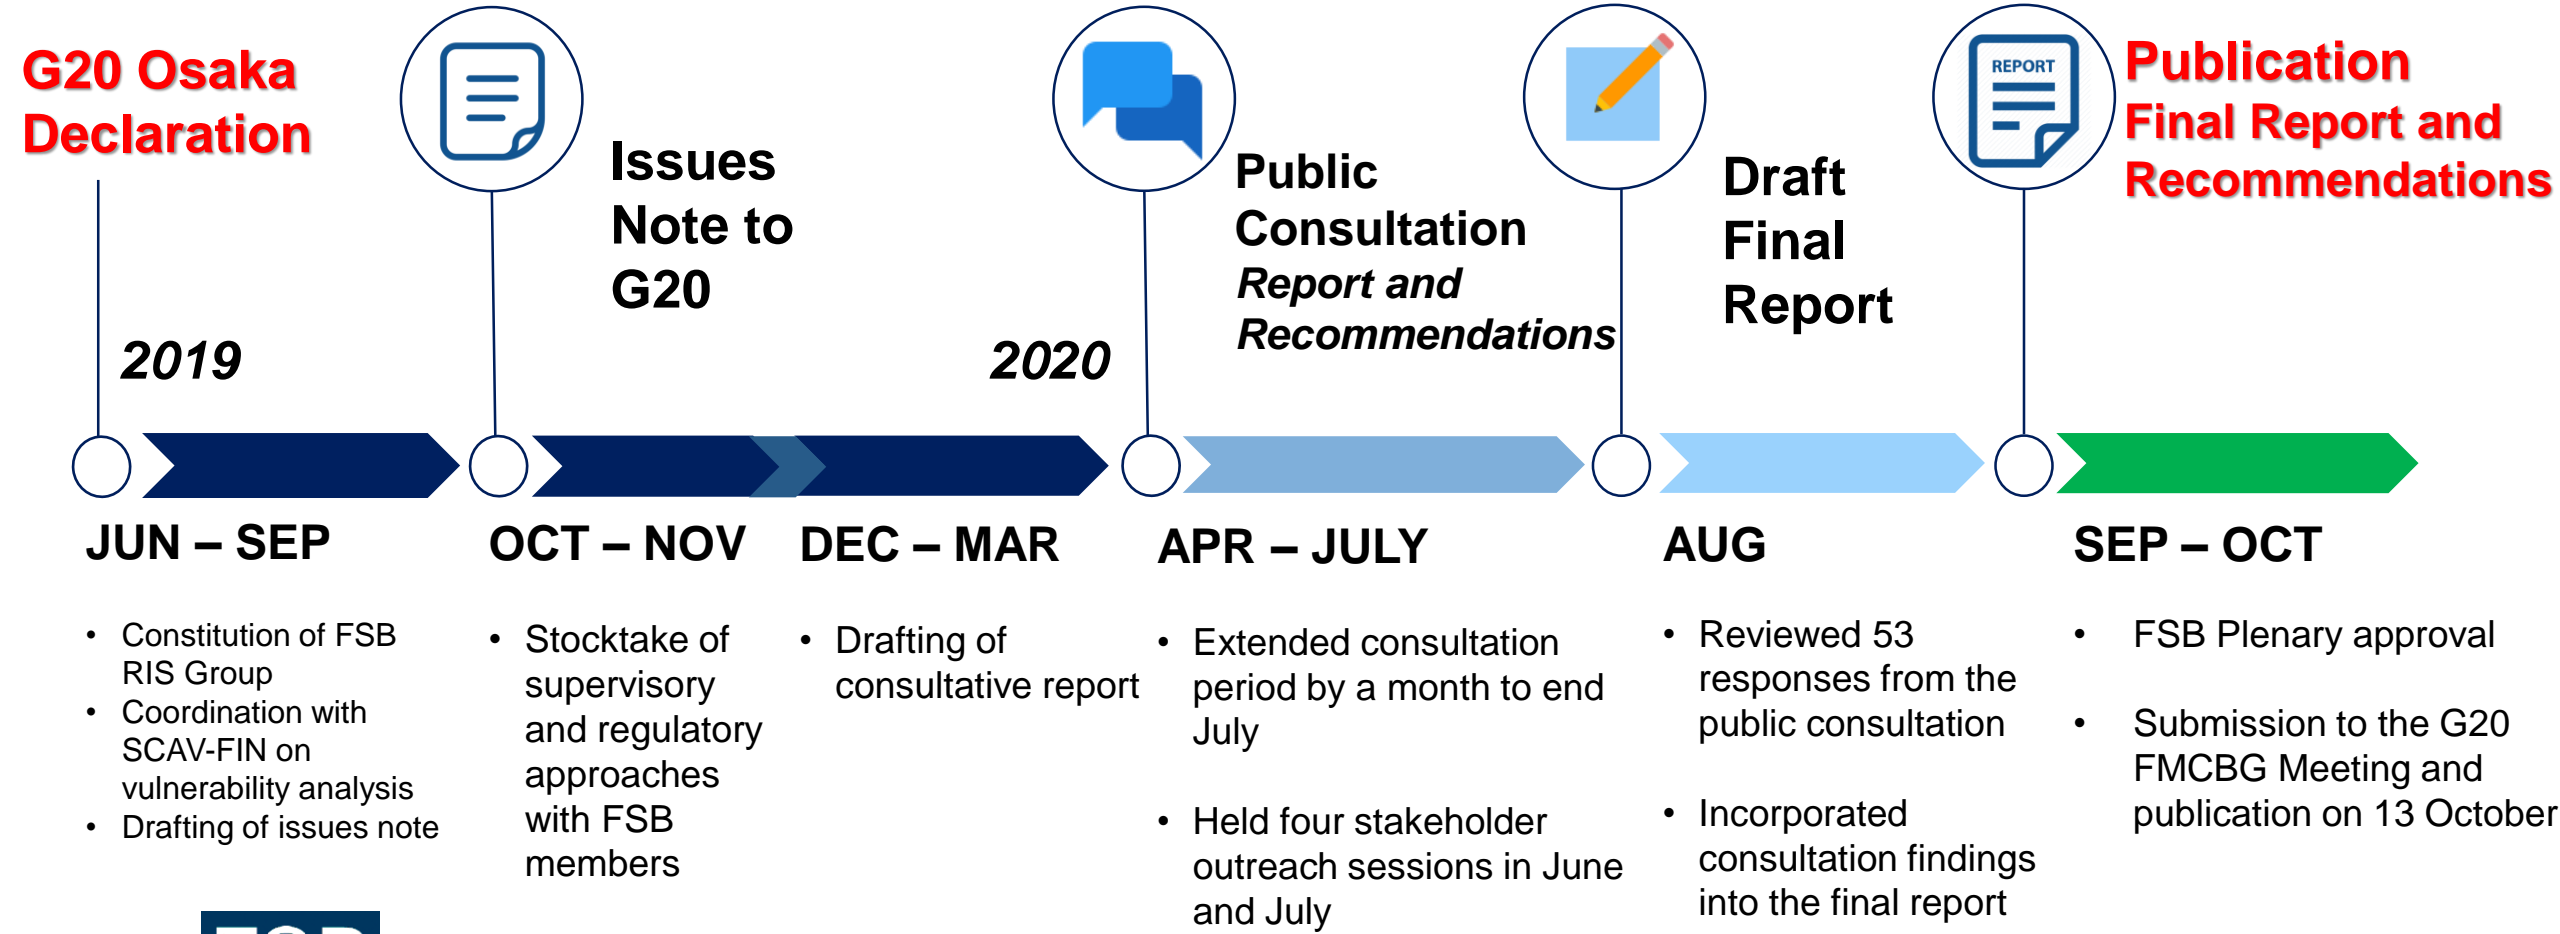 G20 Osaka
Declaration
Issues
Note to
G20
Public
Consultation
Report and
Recommendations
Draft
Final
Report
REPORT
Publication
Final Report and
Recommendations
2019
2020
JUN – SEP
• Constitution of FSB
RIS Group
• Coordination with
SCAV-FIN on
vulnerability analysis
• Drafting of issues note
OCT – NOV
• Stocktake of
supervisory
and regulatory
approaches
with FSB
members
DEC – MAR
• Drafting of
consultative report
APR – JULY
• Extended consultation
period by a month to end
July
• Held four stakeholder
outreach sessions in June
and July
AUG
• Reviewed 53
responses from the
public consultation
• Incorporated
consultation findings
into the final report
SEP – OCT
• FSB Plenary approval
• Submission to the G20
FMCBG Meeting and
publication on 13 October